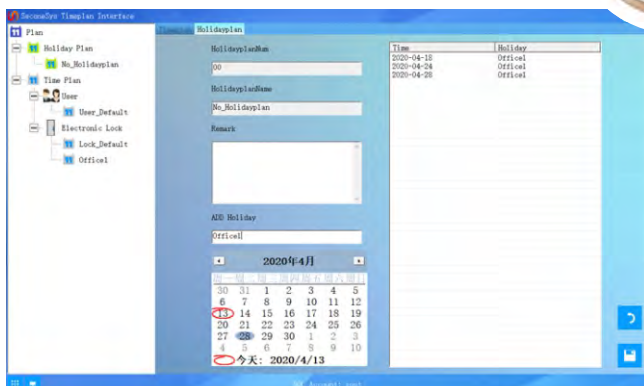 SecomaSys Timeplan Interface
Plan
Holiday Plan
No_Holidayplan
Time Plan
User
User_Default
Electronic Lock
Lock_Default
Office1
Holidayplan
HolidayplanNum
00
HolidayplanName
No_Holidayplan
Remark
ADD Holiday
Office1
2020年4月
30 31 1 2 3 4 5
6 7 8 9 10 11 12
13 14 15 16 17 18 19
20 21 22 23 24 25 26
27 28 29 30 1 2 3
4 5 6 7 8 9 10
今天: 2020/4/13
Time Holiday
2020-04-18 Office1
2020-04-24 Office1
2020-04-28 Office1